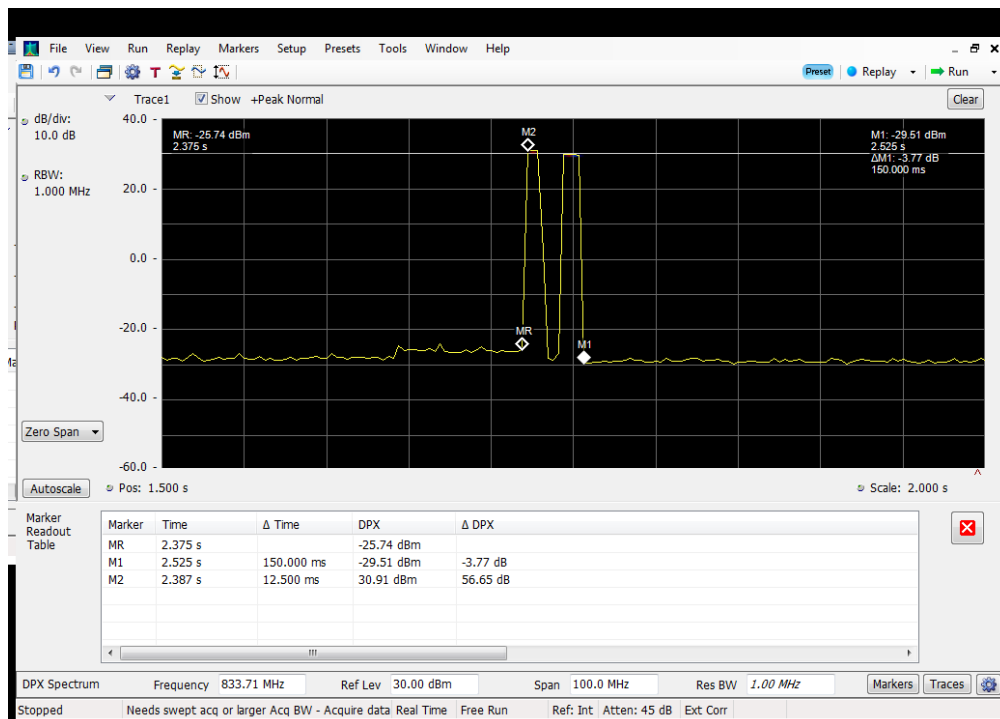 File View Run Replay Markers Setup Presets Tools Window Help
T Preset Replay Run
Trace1 Show +Peak Normal Clear
dB/div:
10.0 dB
RBW:
1.000 MHz
40.0
20.0
0.0
-20.0
-40.0
-60.0
MR: -25.74 dBm
2.375 s
M2
M1: -29.51 dBm
2.525 s
ΔM1: -3.77 dB
150.000 ms
MR
M1
Zero Span
Autoscale Pos: 1.500 s Scale: 2.000 s
Marker
Readout
Table
Marker Time Δ Time DPX Δ DPX
MR 2.375 s -25.74 dBm
M1 2.525 s 150.000 ms -29.51 dBm -3.77 dB
M2 2.387 s 12.500 ms 30.91 dBm 56.65 dB
DPX Spectrum Frequency 833.71 MHz Ref Lev 30.00 dBm Span 100.0 MHz Res BW 1.00 MHz Markers Traces
Stopped Needs swept acq or larger Acq BW - Acquire data Real Time Free Run Ref: Int Atten: 45 dB Ext Corr